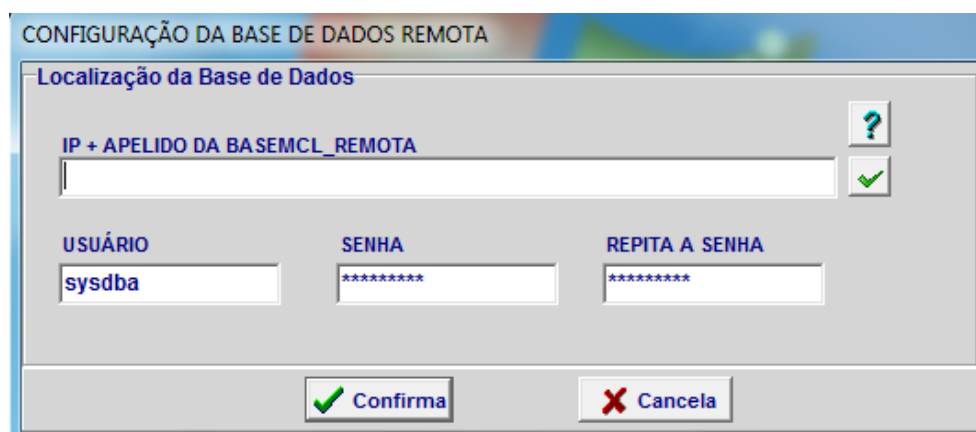 CONFIGURAÇÃO DA BASE DE DADOS REMOTA
Localização da Base de Dados
?
IP + APELIDO DA BASEMCL_REMOTA
USUÁRIO SENHA REPITA A SENHA
sysdba ********* *********
Confirma Cancela